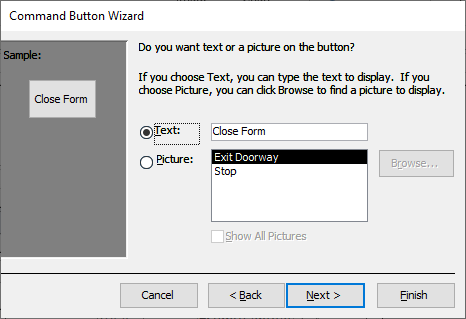 Command Button Wizard
Sample:
Close Form
Do you want text or a picture on the button?
If you choose Text, you can type the text to display. If you
choose Picture, you can click Browse to find a picture to display.
Text:
Close Form
Picture:
Exit Doorway
Stop
Browse...
Show All Pictures
Cancel
< Back
Next >
Finish